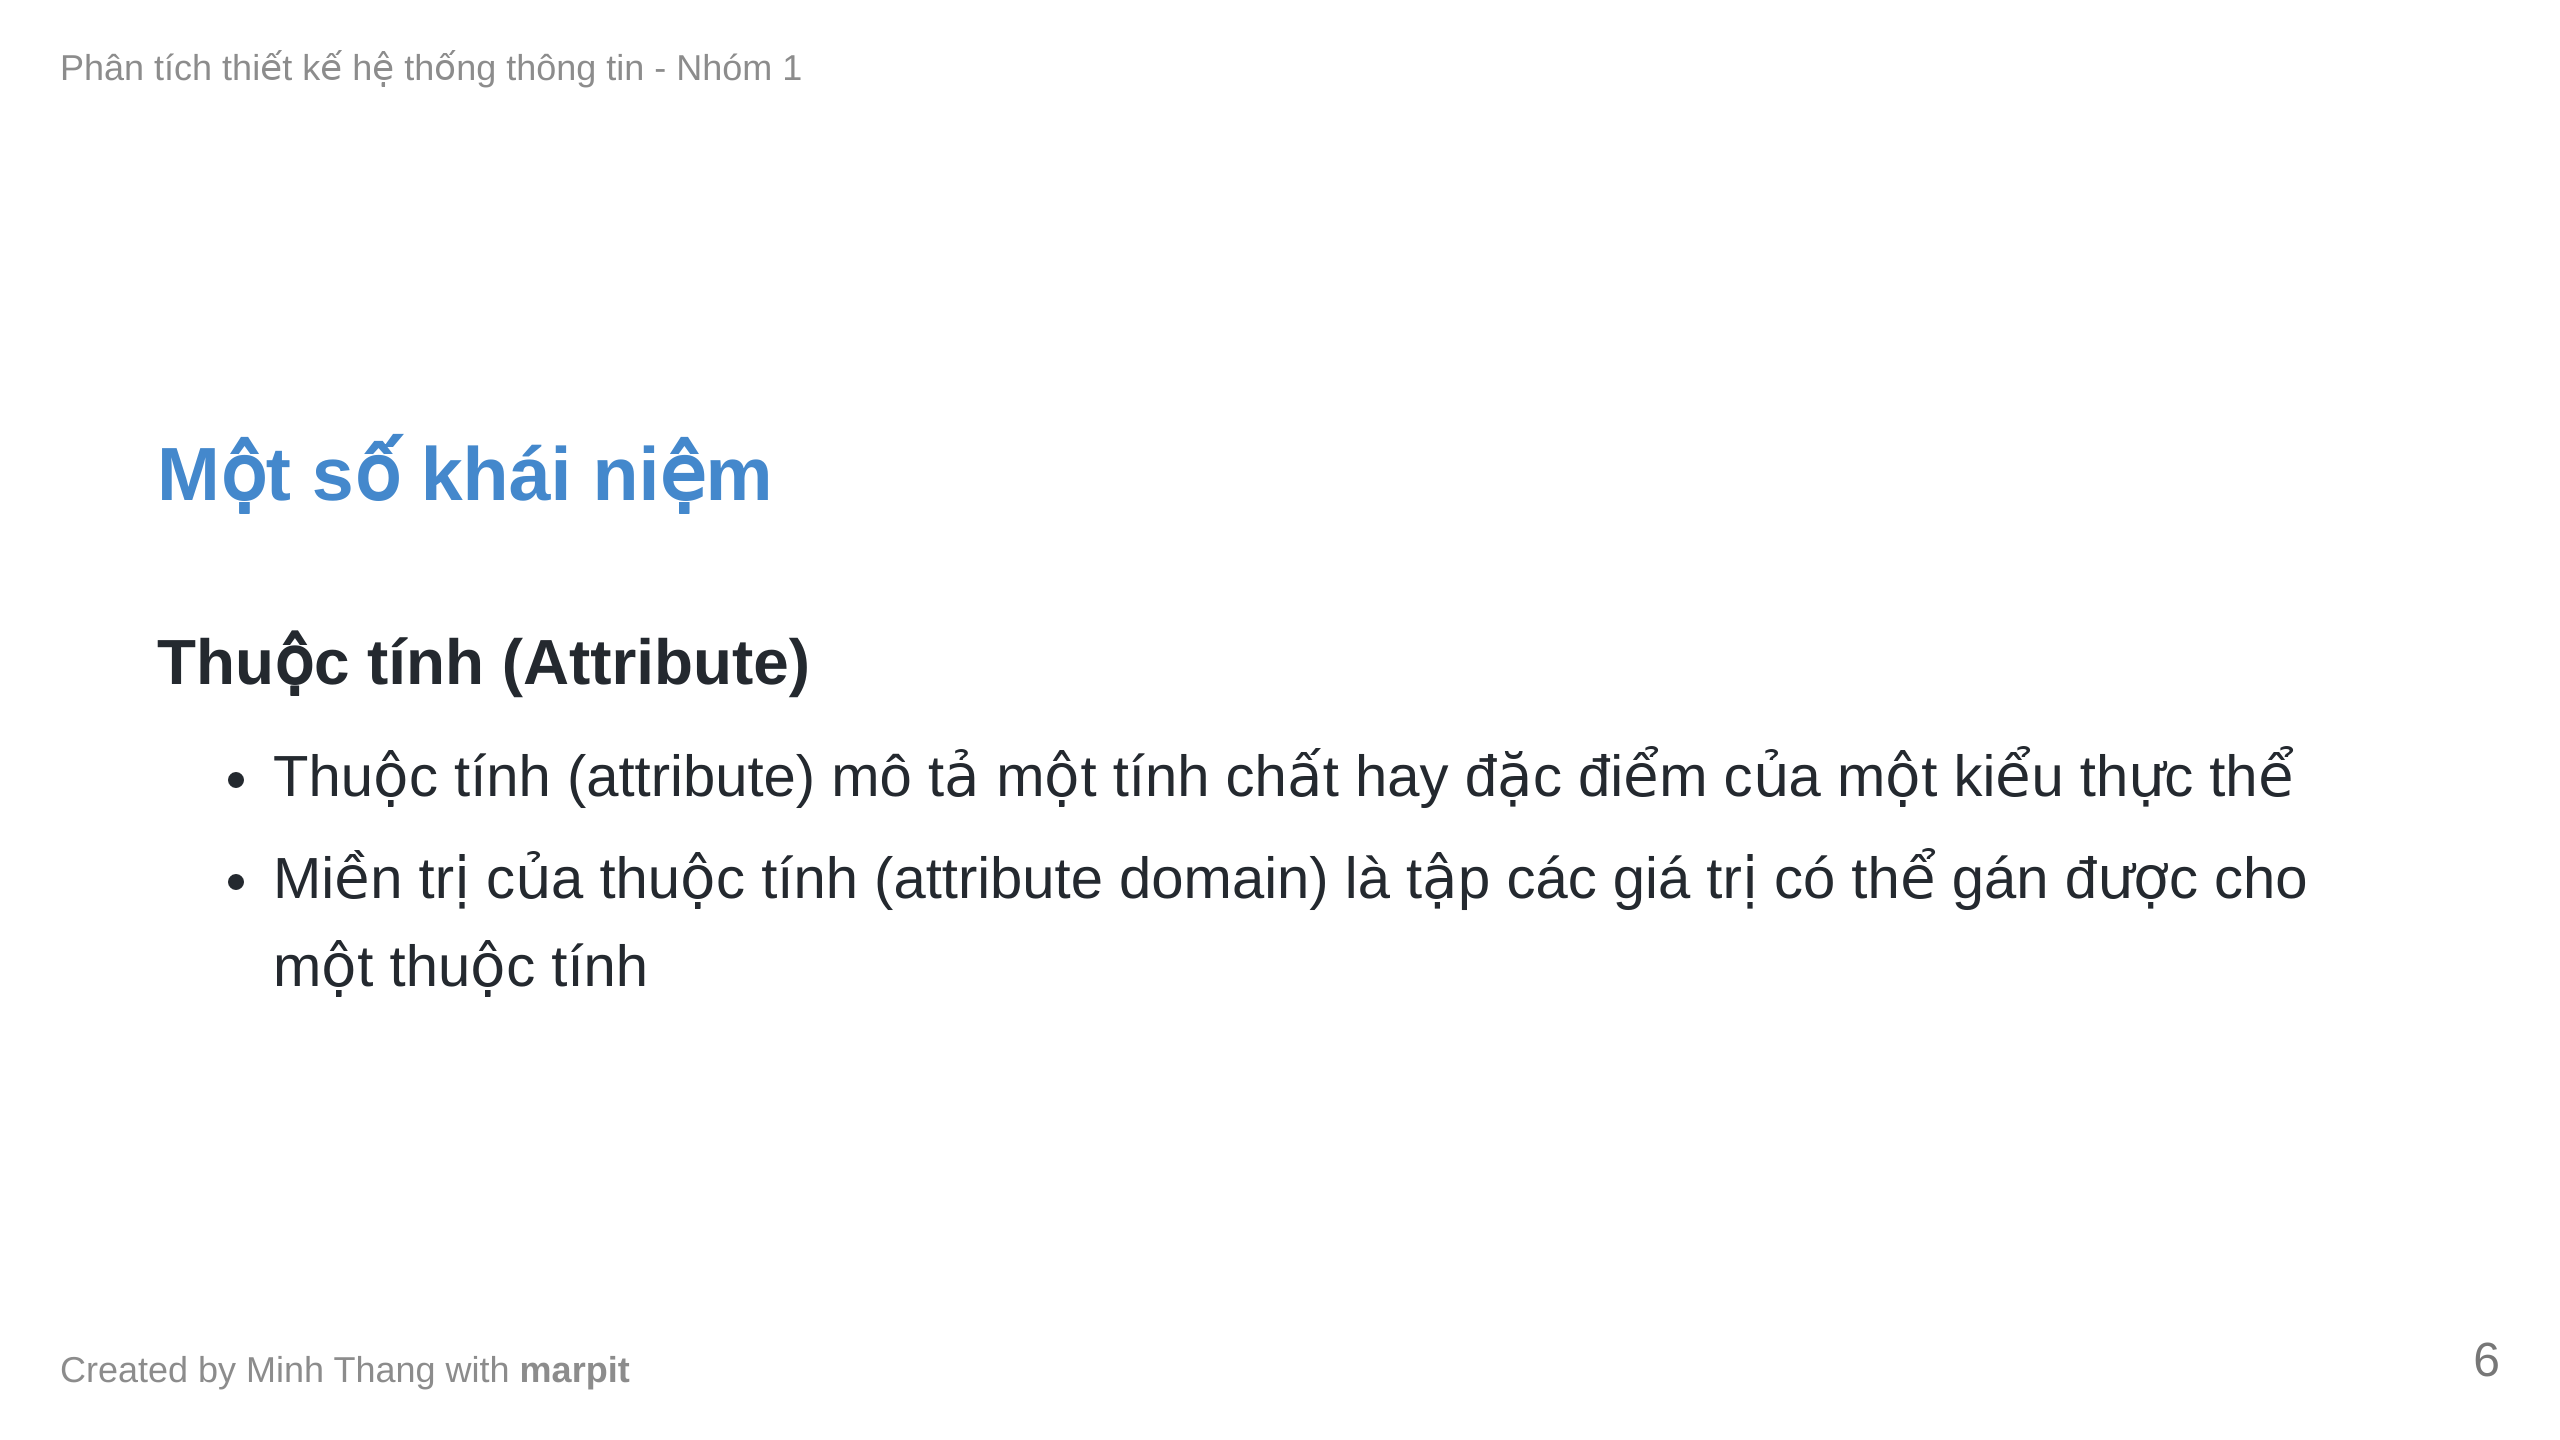 Phân tích thiết kế hệ thống thông tin - Nhóm 1
Một số khái niệm
Thuộc tính (Attribute)
• Thuộc tính (attribute) mô tả một tính chất hay đặc điểm của một kiểu thực thể
• Miền trị của thuộc tính (attribute domain) là tập các giá trị có thể gán được cho
một thuộc tính
Created by Minh Thang with marpit
6